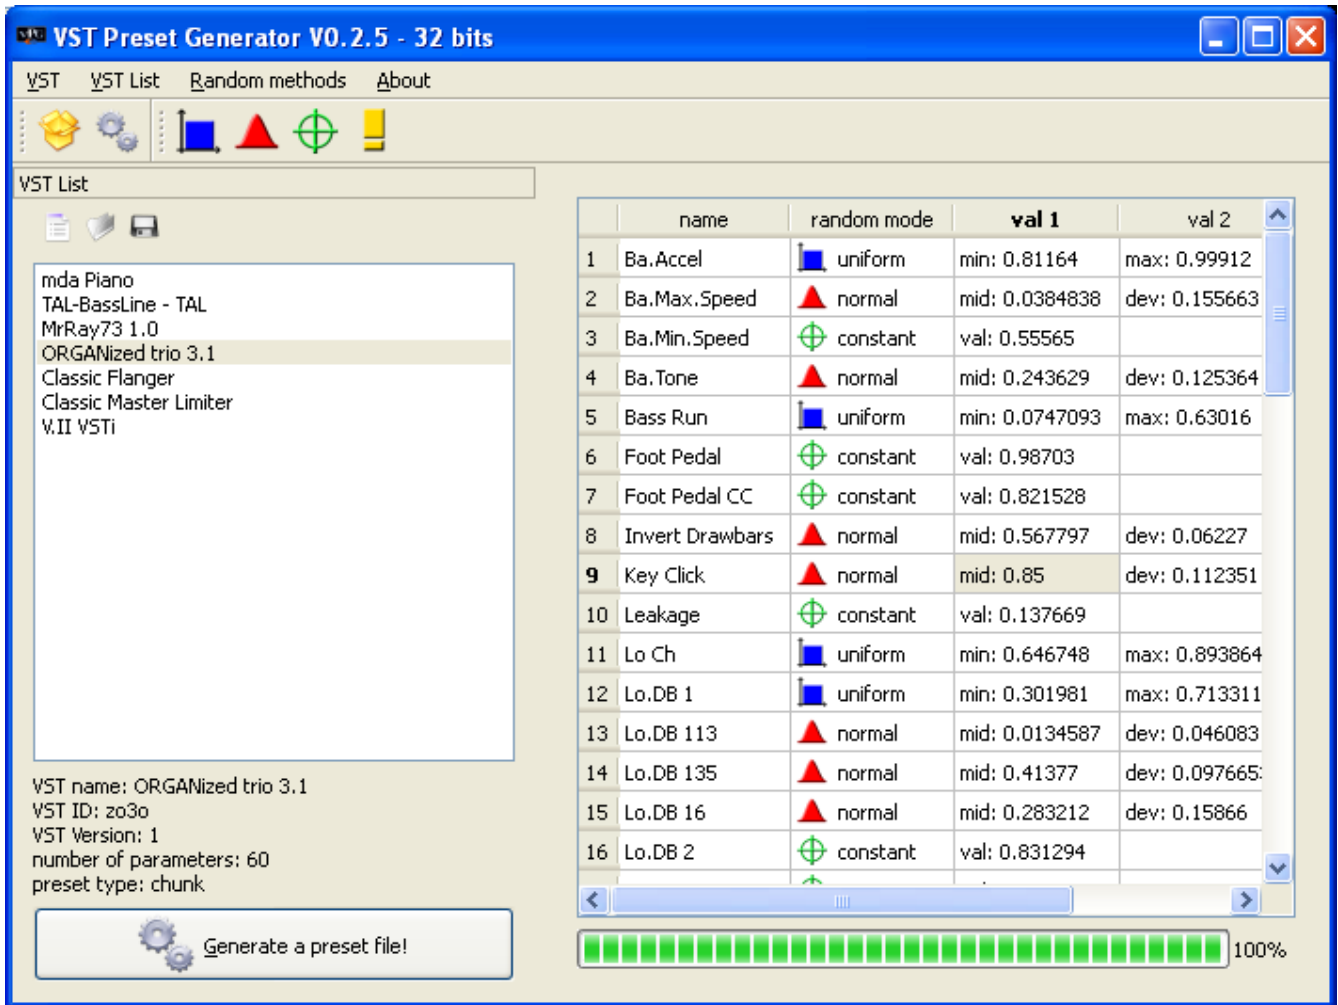 VST Preset Generator V0.2.5 - 32 bits
VST VST List Random methods About
VST List
mda Piano
TAL-BassLine - TAL
MrRay73 1.0
ORGANized trio 3.1
Classic Flanger
Classic Master Limiter
V.II VSTi
VST name: ORGANized trio 3.1
VST ID: zo3o
VST Version: 1
number of parameters: 60
preset type: chunk
Generate a preset file!
name random mode val 1 val 2
1 Ba.Accel uniform min: 0.81164 max: 0.99912
2 Ba.Max.Speed normal mid: 0.0384838 dev: 0.155663
3 Ba.Min.Speed constant val: 0.55565
4 Ba.Tone normal mid: 0.243629 dev: 0.125364
5 Bass Run uniform min: 0.0747093 max: 0.63016
6 Foot Pedal constant val: 0.98703
7 Foot Pedal CC constant val: 0.821528
8 Invert Drawbars normal mid: 0.567797 dev: 0.06227
9 Key Click normal mid: 0.85 dev: 0.112351
10 Leakage constant val: 0.137669
11 Lo Ch uniform min: 0.646748 max: 0.893864
12 Lo.DB 1 uniform min: 0.301981 max: 0.713311
13 Lo.DB 113 normal mid: 0.0134587 dev: 0.046083
14 Lo.DB 135 normal mid: 0.41377 dev: 0.097665
15 Lo.DB 16 normal mid: 0.283212 dev: 0.15866
16 Lo.DB 2 constant val: 0.831294
100%